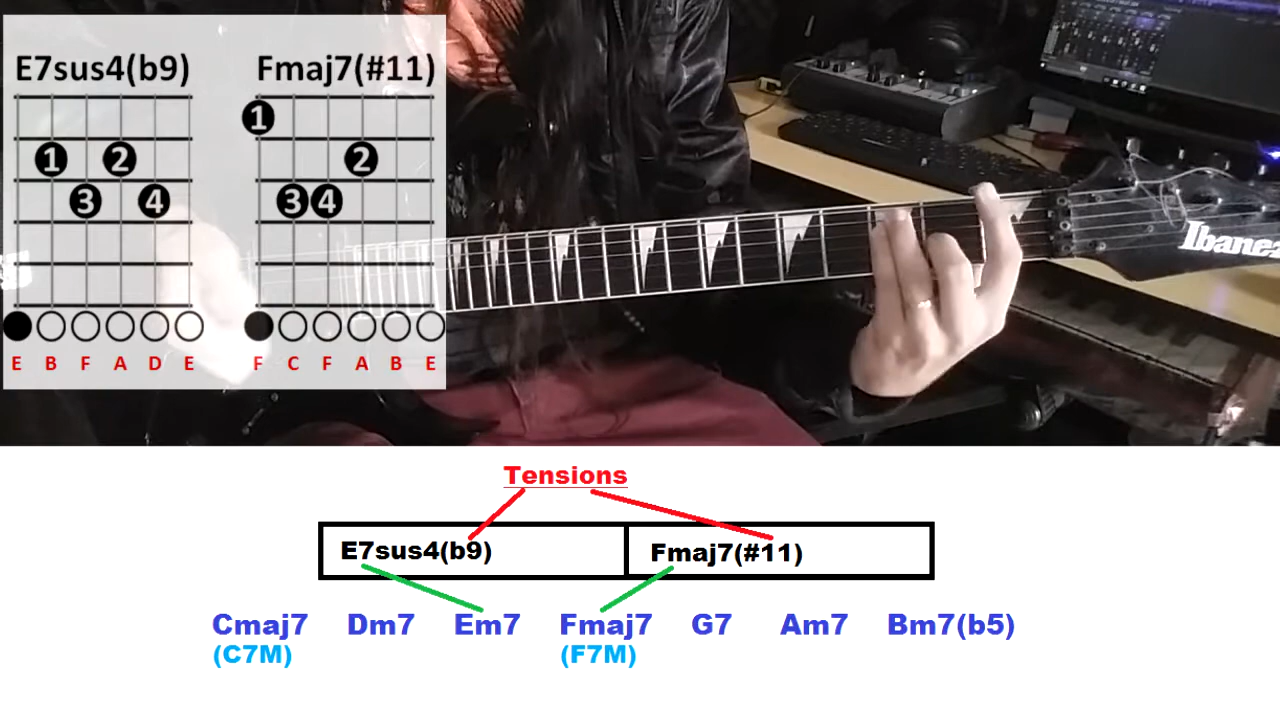 E7sus4(b9) Fmaj7(#11)
1
1 2 2
3 4 3 4
E B F A D E F C F A B E
Ibanez
Tensions
E7sus4(b9) Fmaj7(#11)
Cmaj7 Dm7 Em7 Fmaj7 G7 Am7 Bm7(b5)
(C7M) (F7M)